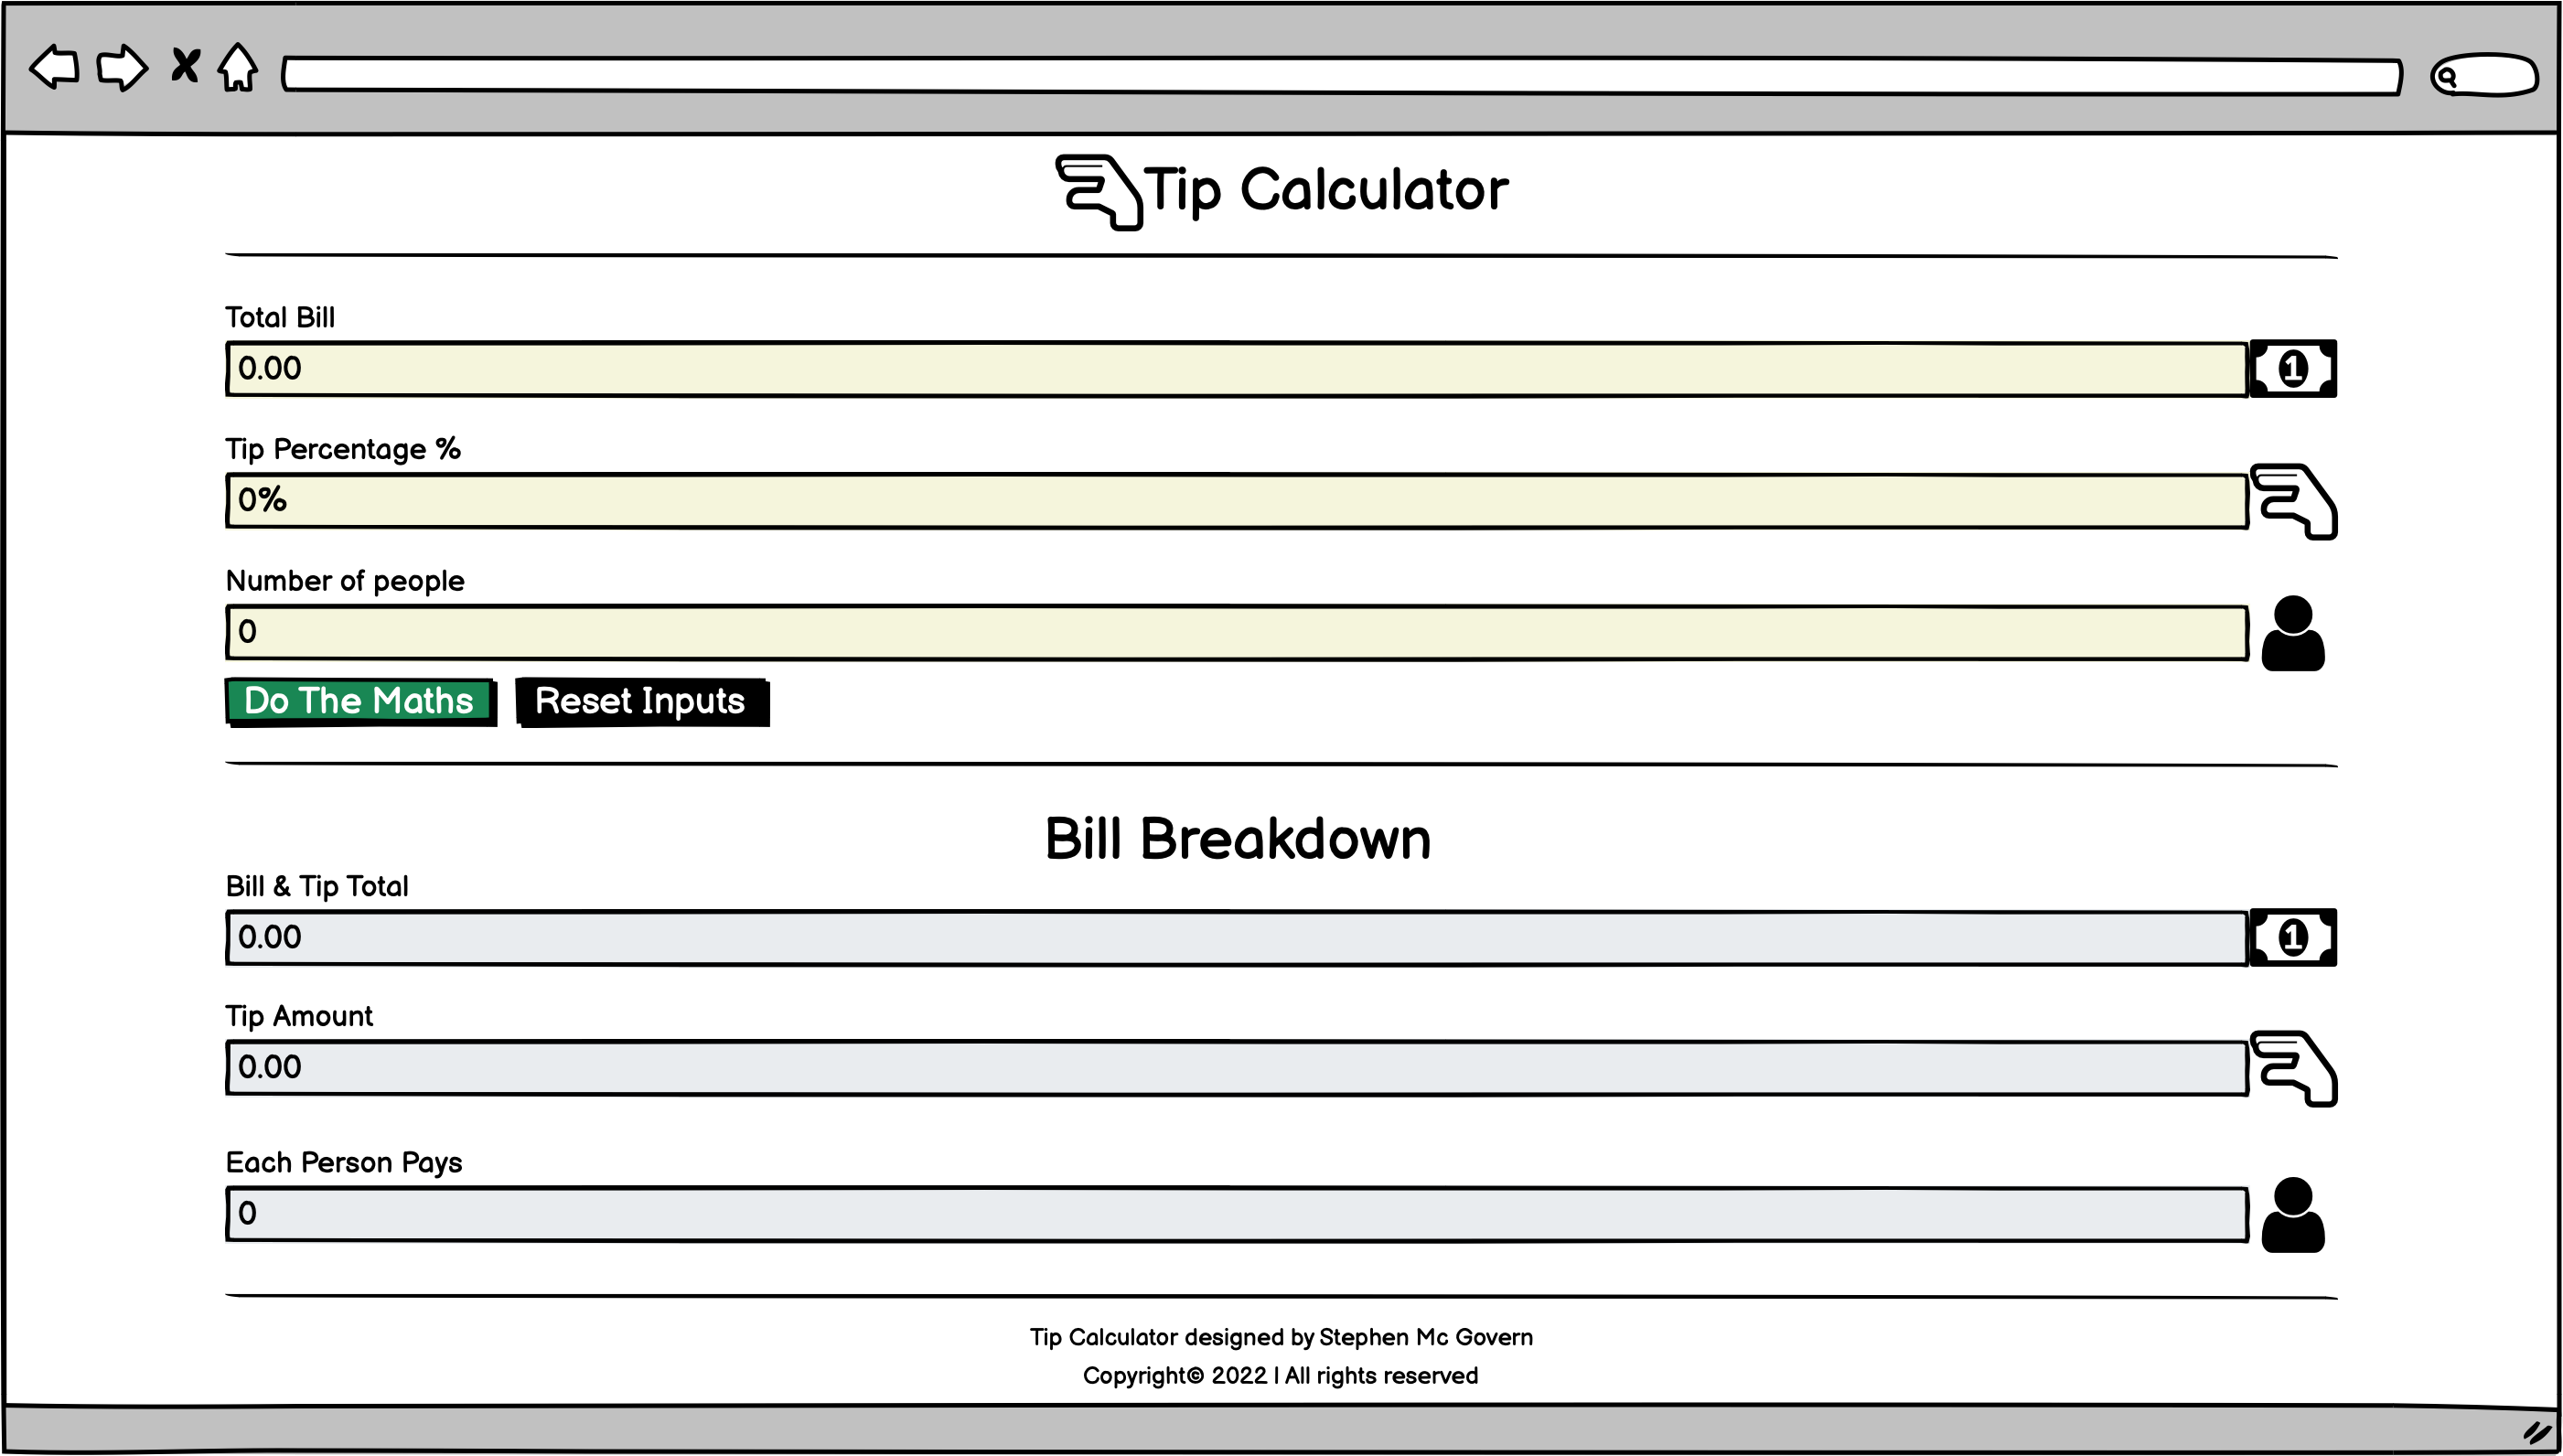 Tip Calculator
Total Bill
0.00
1
Tip Percentage %
0%
Number of people
0
Do The Maths Reset Inputs
Bill Breakdown
Bill & Tip Total
0.00
1
Tip Amount
0.00
Each Person Pays
0
Tip Calculator designed by Stephen Mc Govern
Copyright© 2022 | All rights reserved